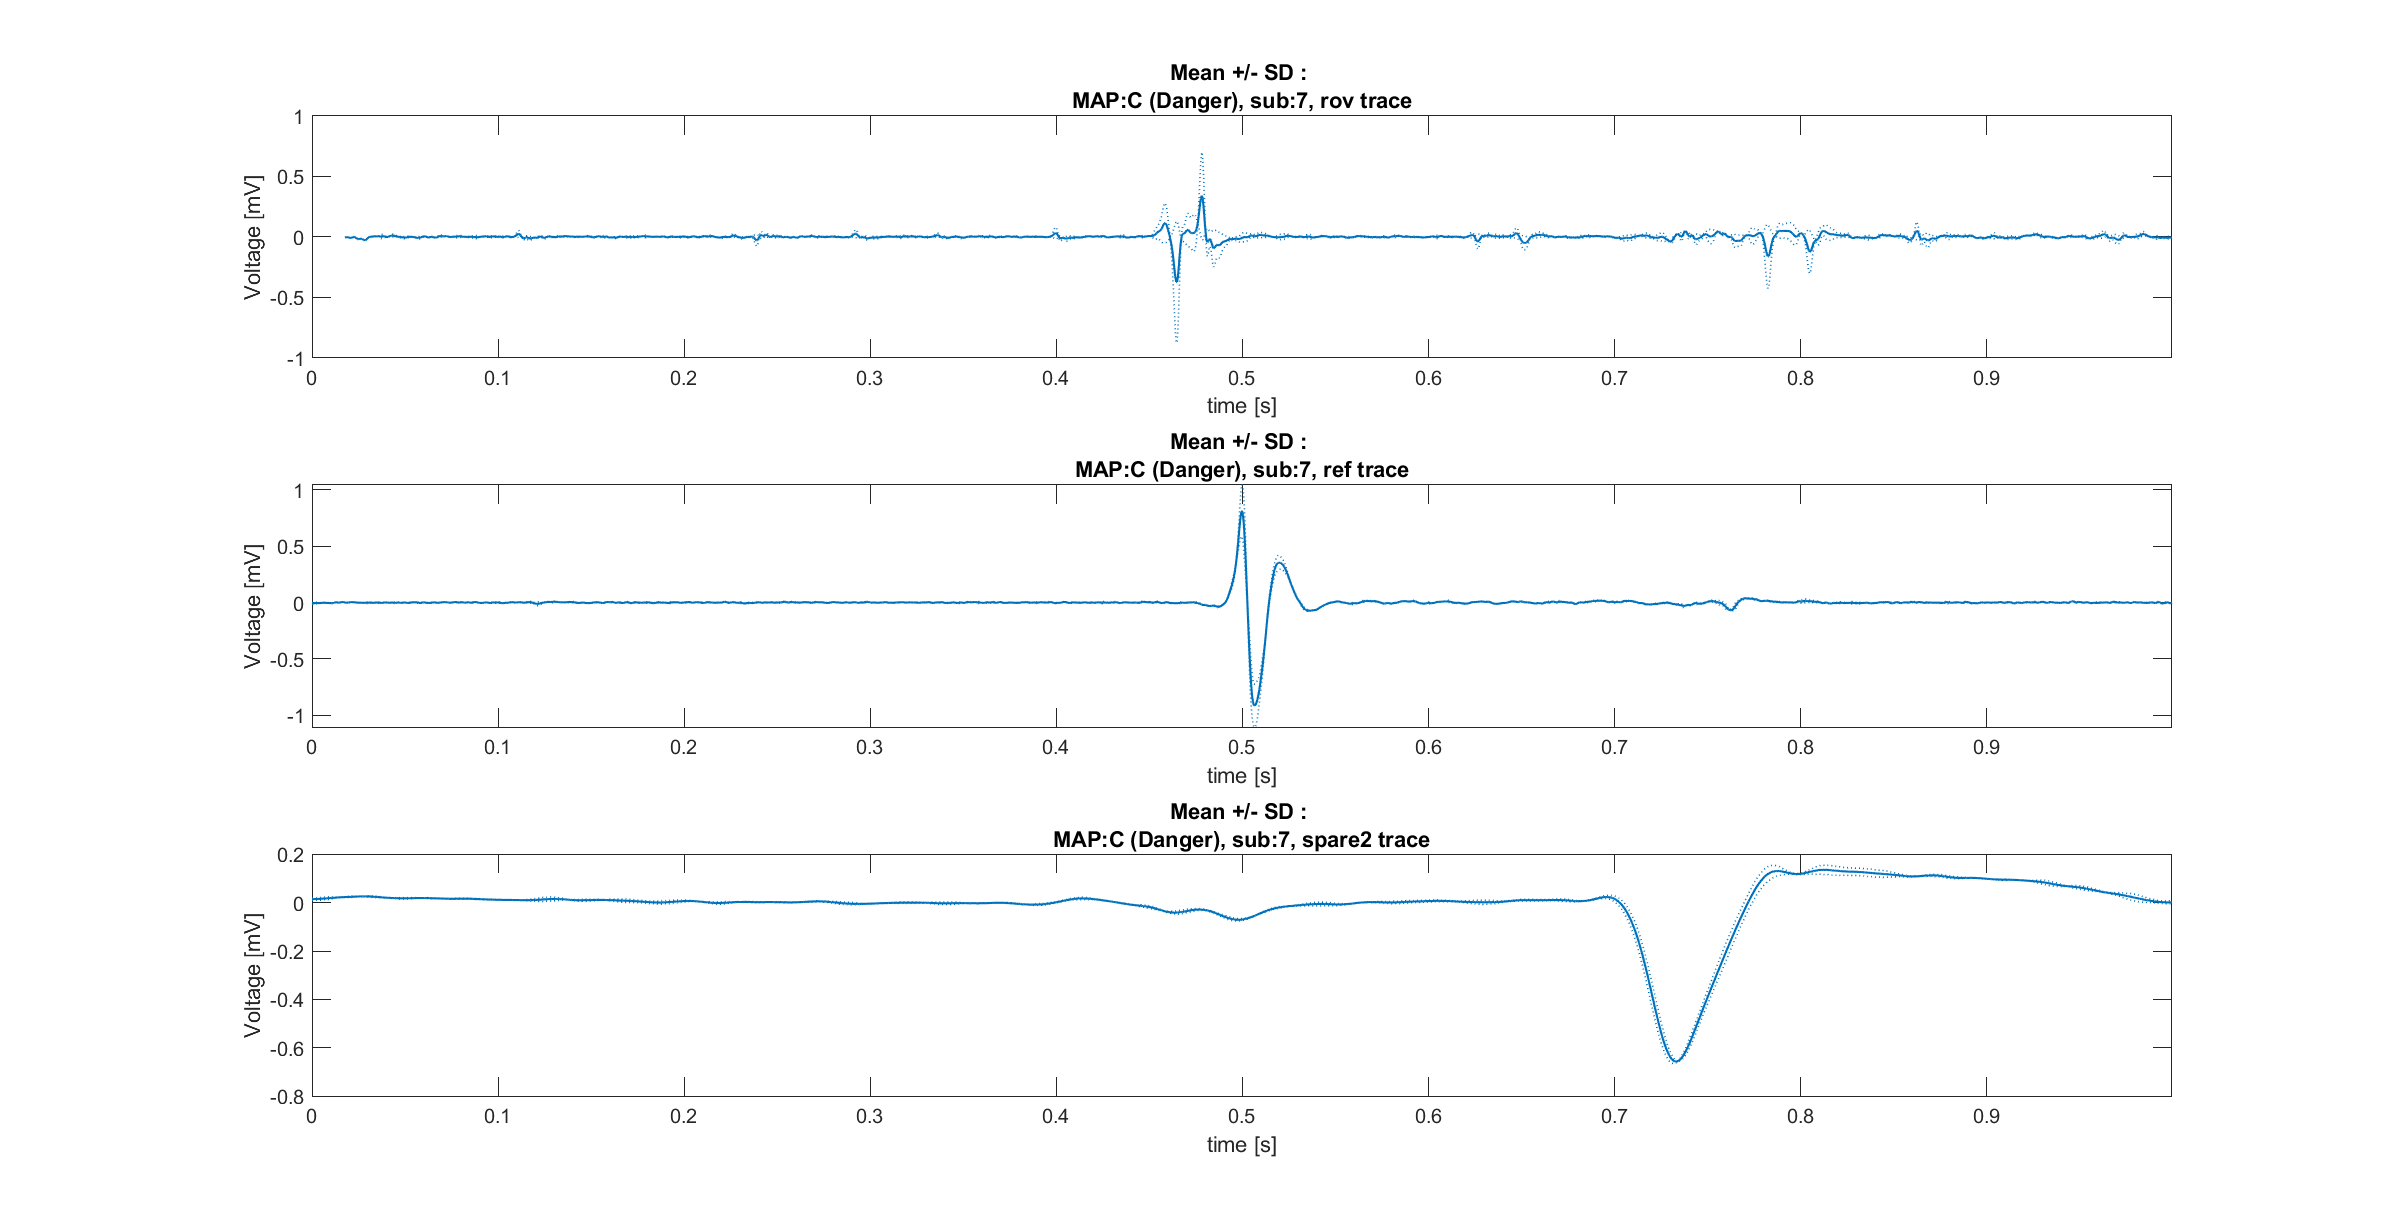 Mean +/- SD :
MAP:C (Danger), sub:7, rov trace
1
0.5
0
-0.5
-1
Voltage [mV]
0 0.1 0.2 0.3 0.4 0.5 0.6 0.7 0.8 0.9
time [s]
Mean +/- SD :
MAP:C (Danger), sub:7, ref trace
1
0.5
0
-0.5
-1
Voltage [mV]
0 0.1 0.2 0.3 0.4 0.5 0.6 0.7 0.8 0.9
time [s]
Mean +/- SD :
MAP:C (Danger), sub:7, spare2 trace
0.2
0
-0.2
-0.4
-0.6
-0.8
Voltage [mV]
0 0.1 0.2 0.3 0.4 0.5 0.6 0.7 0.8 0.9
time [s]